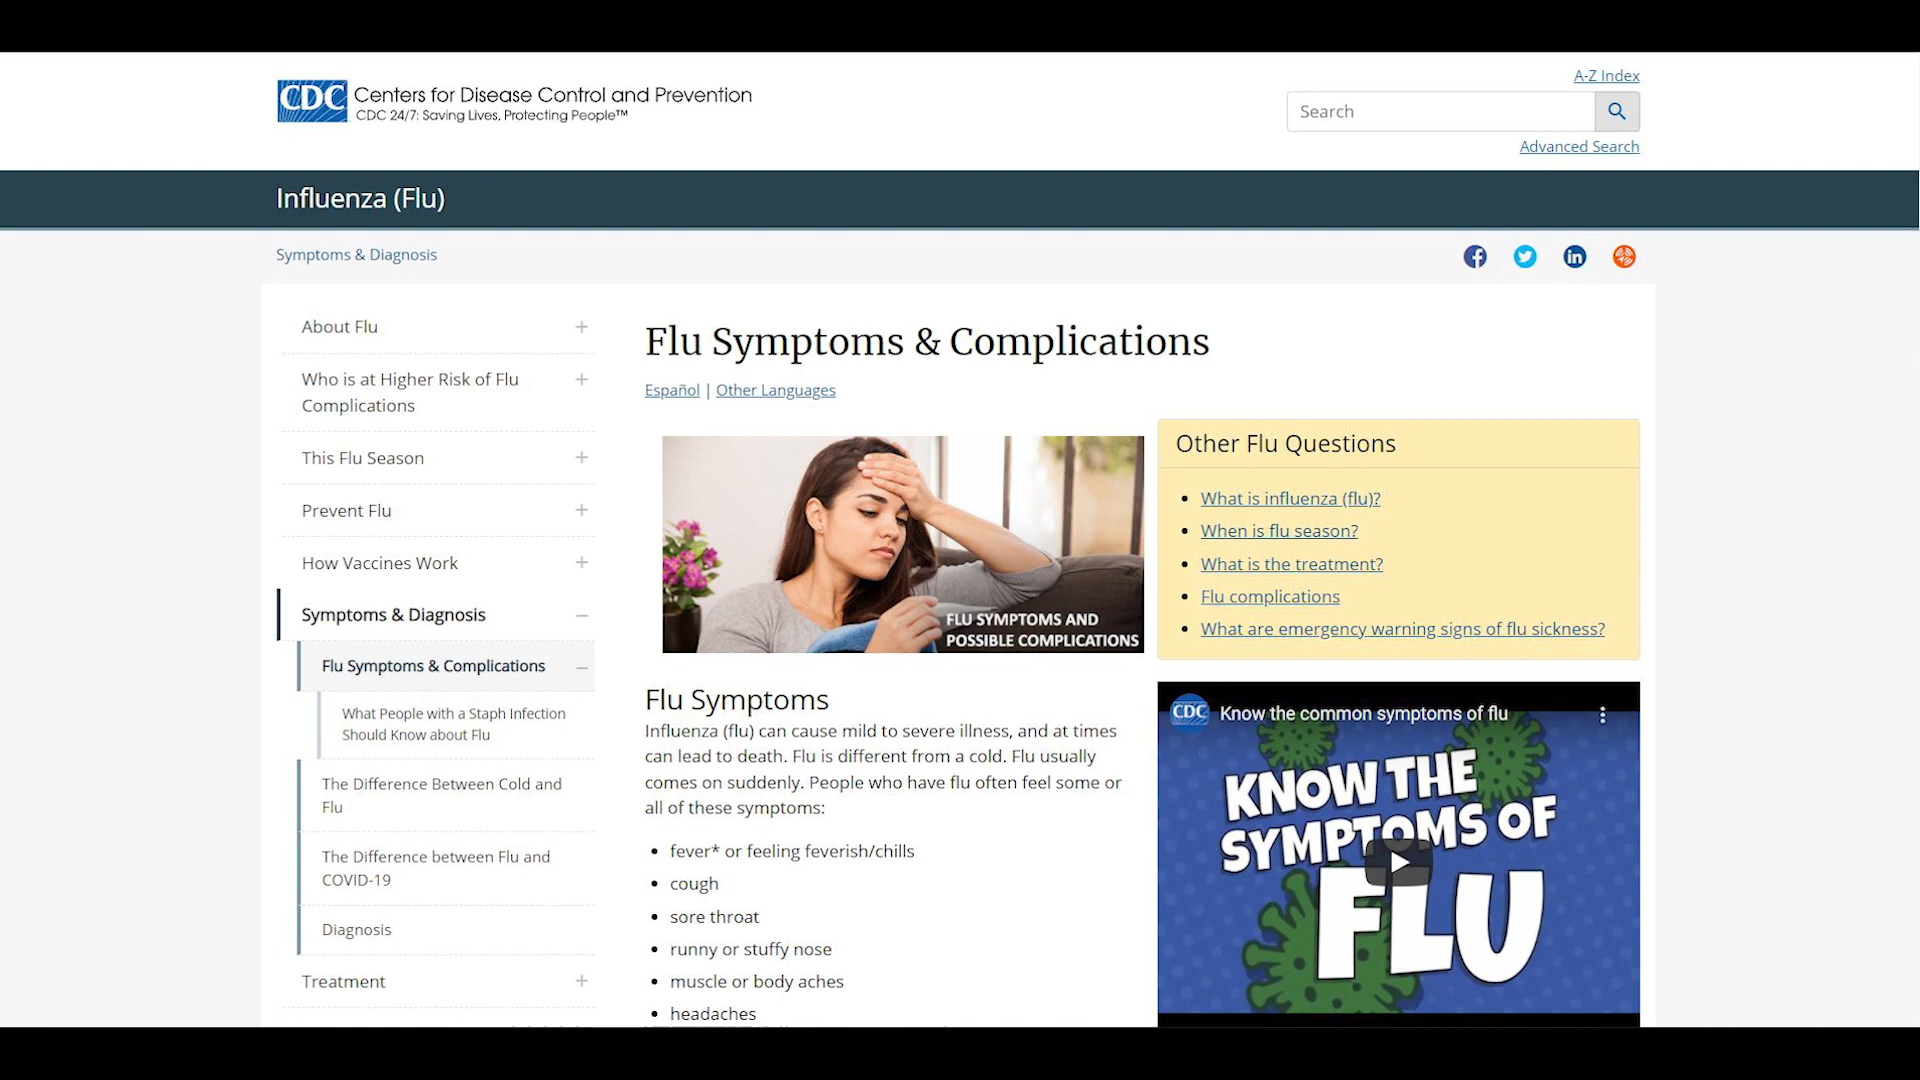 CDC Centers for Disease Control and Prevention
CDC 24/7: Saving Lives, Protecting People™
A-Z Index
Search
Advanced Search
Influenza (Flu)
Symptoms & Diagnosis
About Flu
Who is at Higher Risk of Flu
Complications
This Flu Season
Prevent Flu
How Vaccines Work
Symptoms & Diagnosis
Flu Symptoms & Complications
What People with a Staph Infection
Should Know about Flu
The Difference Between Cold and
Flu
The Difference between Flu and
COVID-19
Diagnosis
Treatment
Flu Symptoms & Complications
Español | Other Languages
FLU SYMPTOMS AND
POSSIBLE COMPLICATIONS
Flu Symptoms
Influenza (flu) can cause mild to severe illness, and at times
can lead to death. Flu is different from a cold. Flu usually
comes on suddenly. People who have flu often feel some or
all of these symptoms:
• fever* or feeling feverish/chills
• cough
• sore throat
• runny or stuffy nose
• muscle or body aches
• headaches
Other Flu Questions
• What is influenza (flu)?
• When is flu season?
• What is the treatment?
• Flu complications
• What are emergency warning signs of flu sickness?
CDC Know the common symptoms of flu
KNOW THE
SYMPTOMS OF
FLU